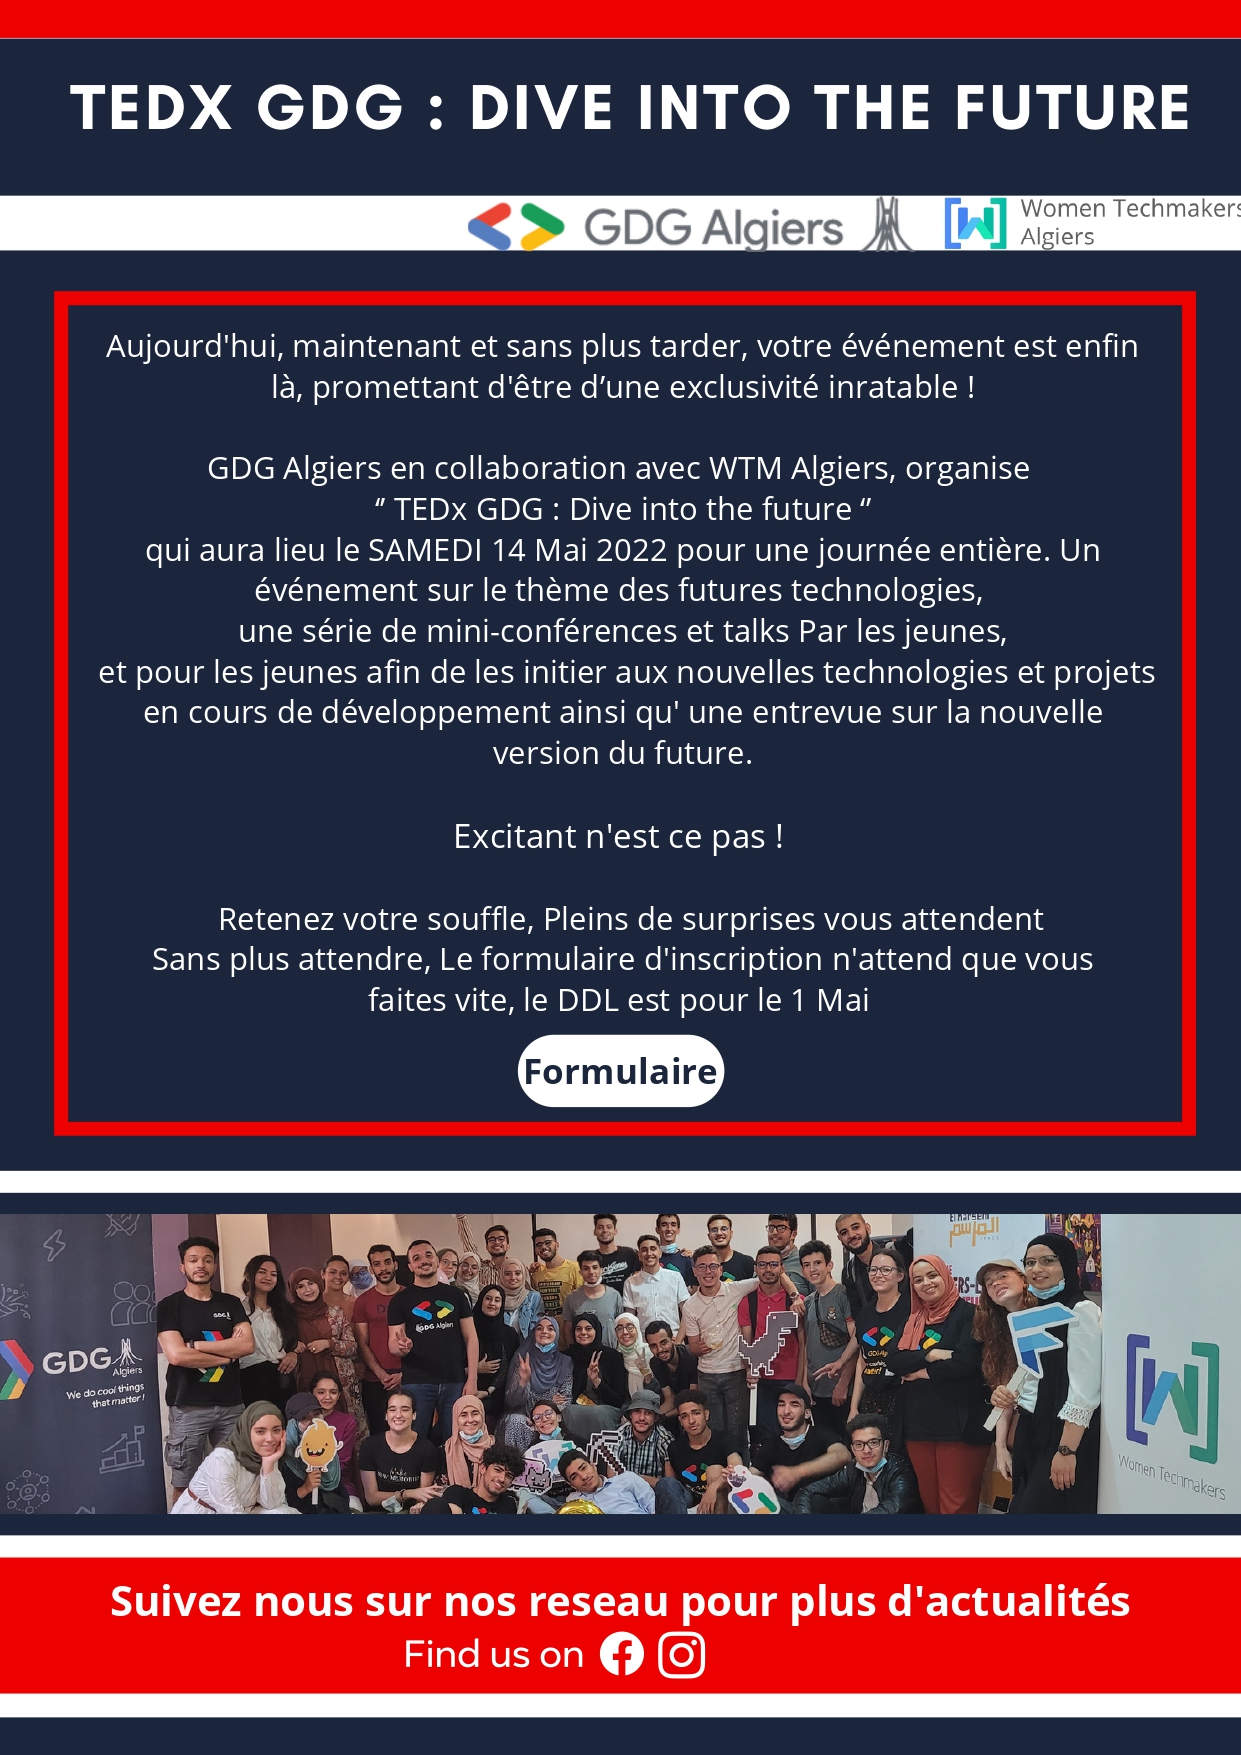 TEDX GDG : DIVE INTO THE FUTURE
GDG Algiers
Women Techmakers
Algiers
Aujourd'hui, maintenant et sans plus tarder, votre événement est enfin
là, promettant d'être d’une exclusivité inratable !
GDG Algiers en collaboration avec WTM Algiers, organise
‘’ TEDx GDG : Dive into the future ‘’
qui aura lieu le SAMEDI 14 Mai 2022 pour une journée entière. Un
événement sur le thème des futures technologies,
une série de mini-conférences et talks Par les jeunes,
et pour les jeunes afin de les initier aux nouvelles technologies et projets
en cours de développement ainsi qu' une entrevue sur la nouvelle
version du future.
Excitant n'est ce pas !
Retenez votre souffle, Pleins de surprises vous attendent
Sans plus attendre, Le formulaire d'inscription n'attend que vous
faites vite, le DDL est pour le 1 Mai
Formulaire
GDG
Algiers
We do cool things
that matter!
GDG Algiers
المرسم
Women Techmakers
Suivez nous sur nos reseau pour plus d'actualités
Find us on